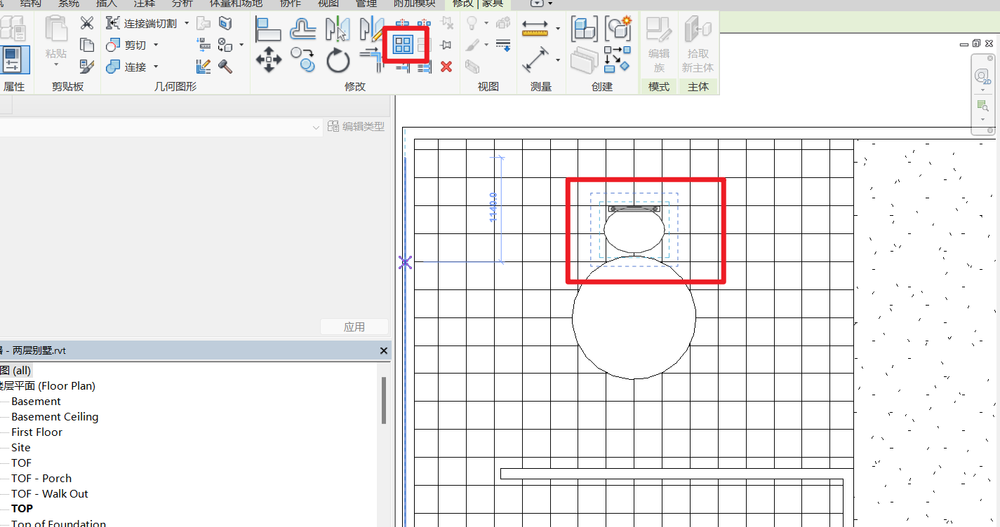 结构 系统 插入 注释 分析 体量和场地 协作 视图 管理 附加模块 修改 | 家具
粘贴
连接端切割
剪切
连接
编辑
族
拾取
新主体
属性 剪贴板 几何图形 修改 视图 测量 创建 模式 主体
2D
编辑类型
1140.0
应用
- 两层别墅.rvt
图 (all)
楼层平面 (Floor Plan)
Basement
Basement Ceiling
First Floor
Site
TOF
TOF - Porch
TOF - Walk Out
TOP
Top of Foundation